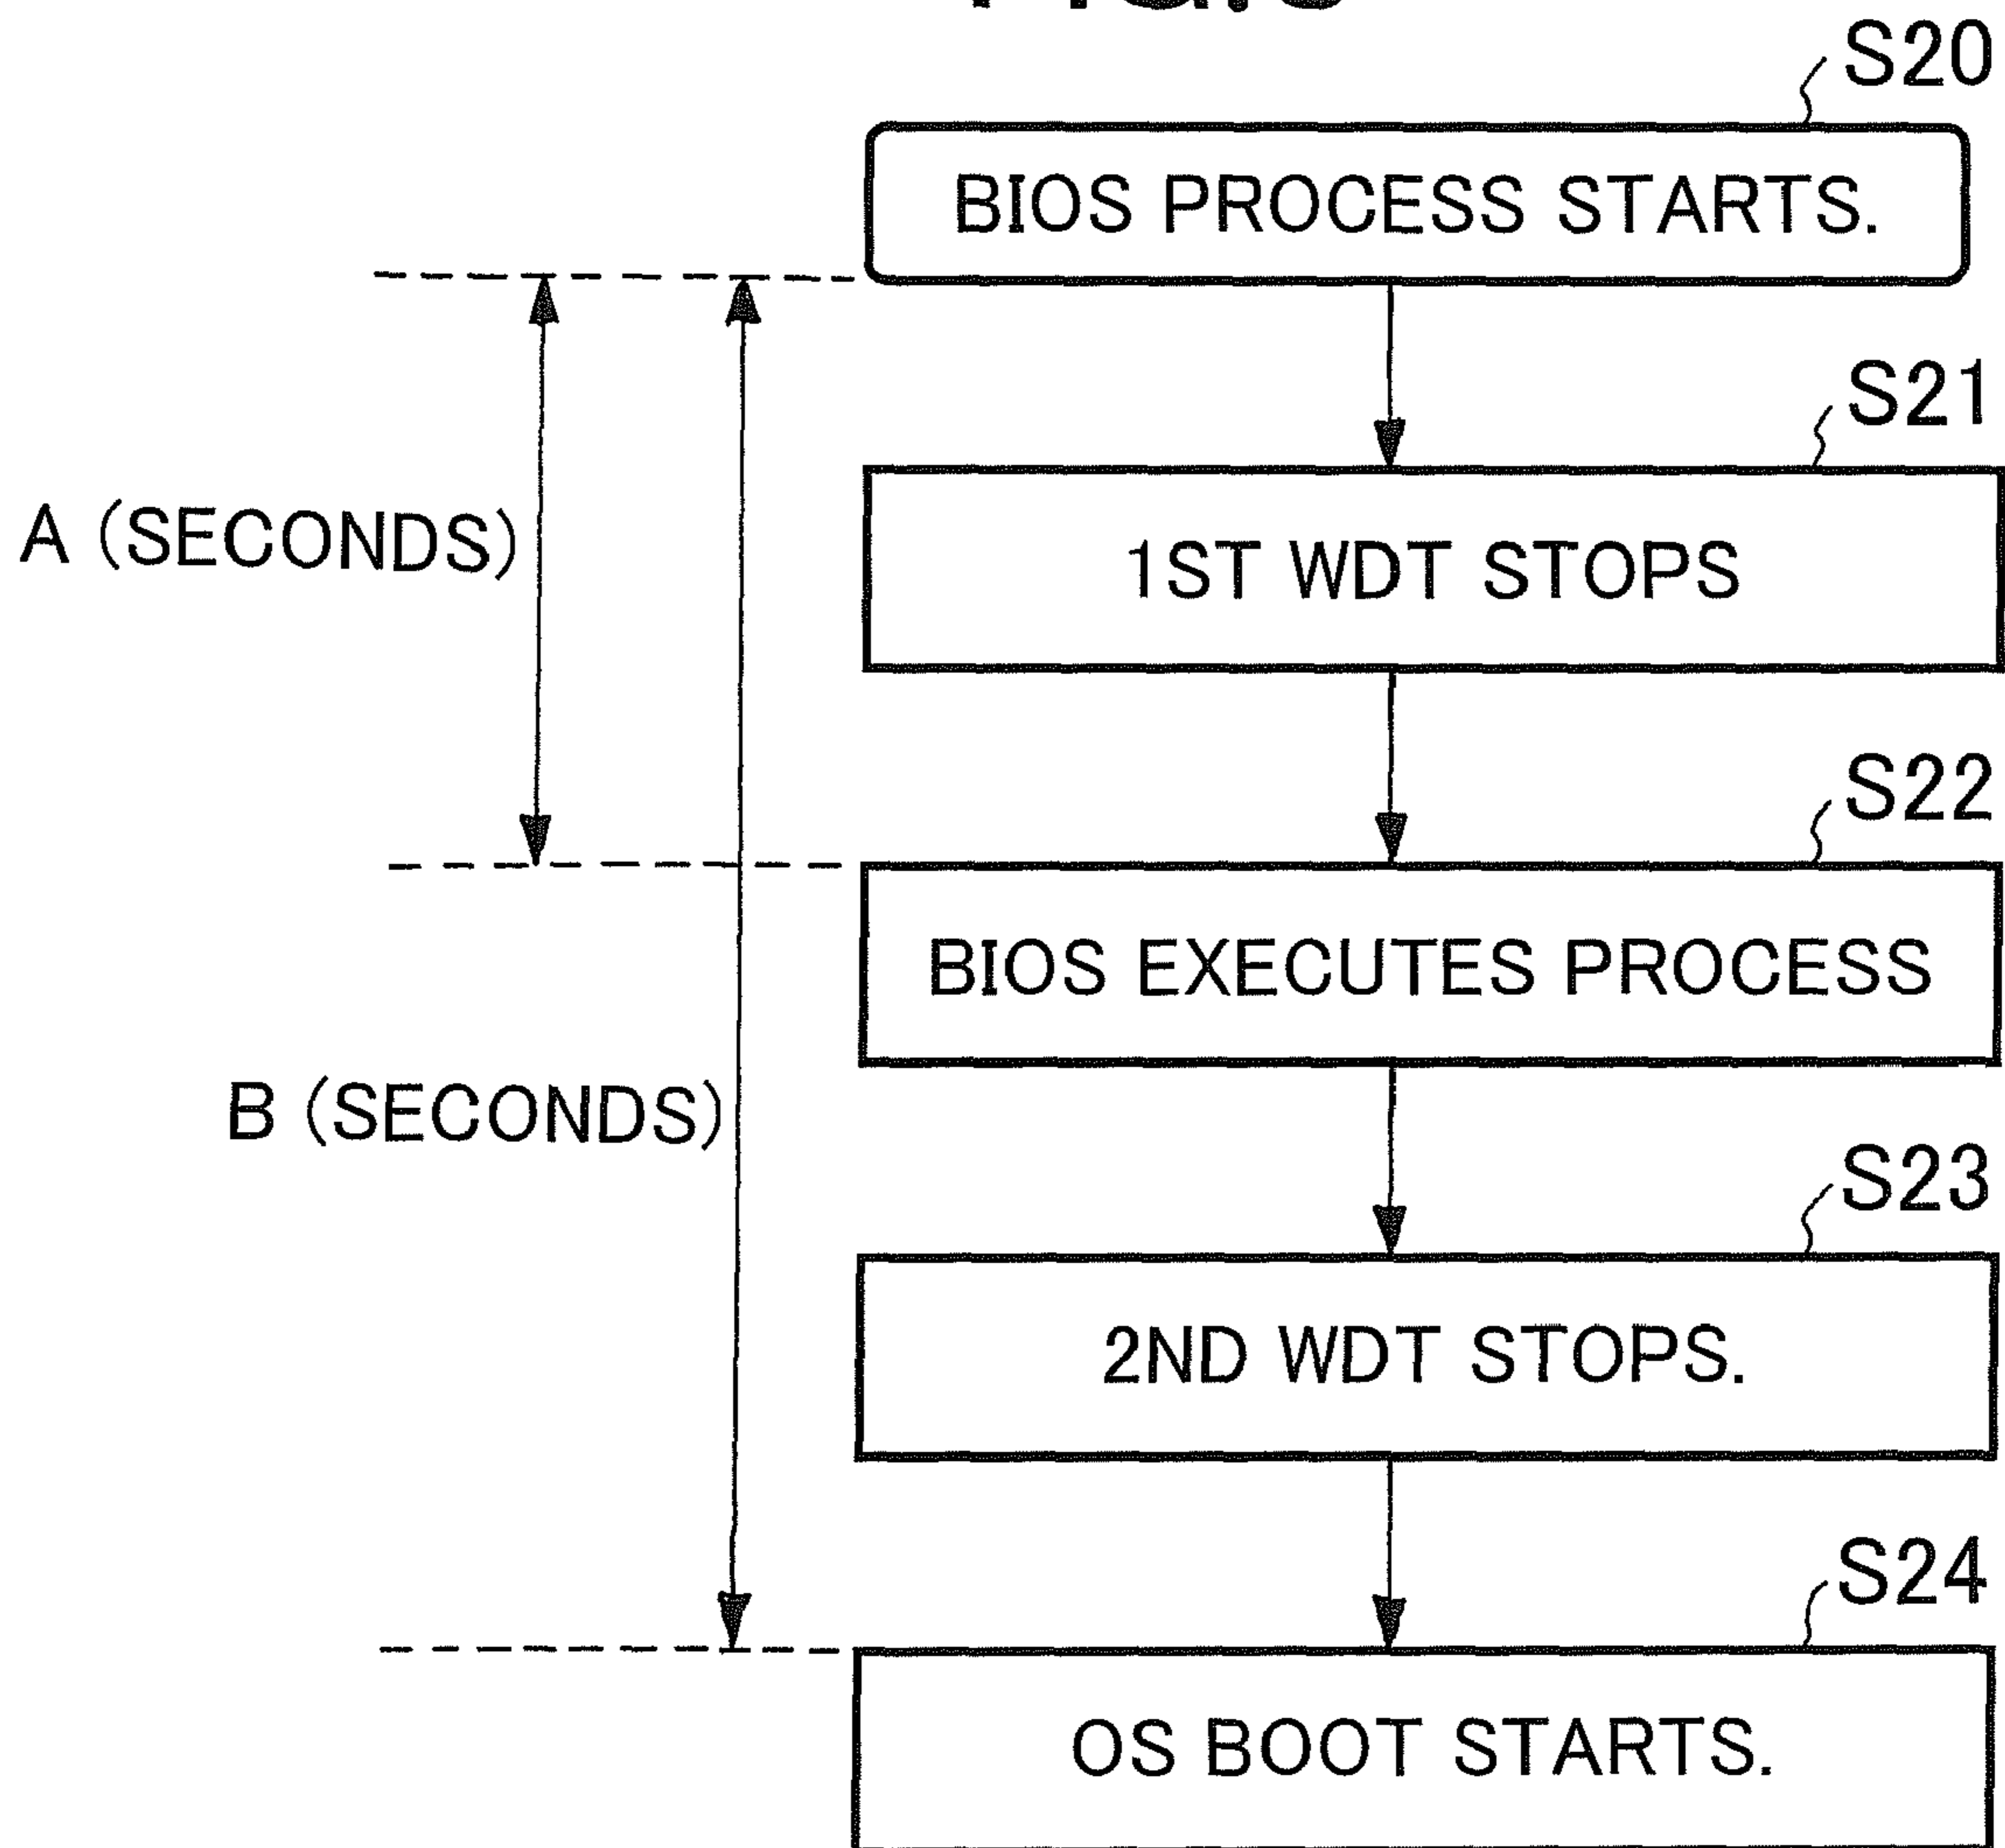 S20
BIOS PROCESS STARTS.
S21
A (SECONDS)
1ST WDT STOPS
S22
BIOS EXECUTES PROCESS
B (SECONDS)
S23
2ND WDT STOPS.
S24
OS BOOT STARTS.